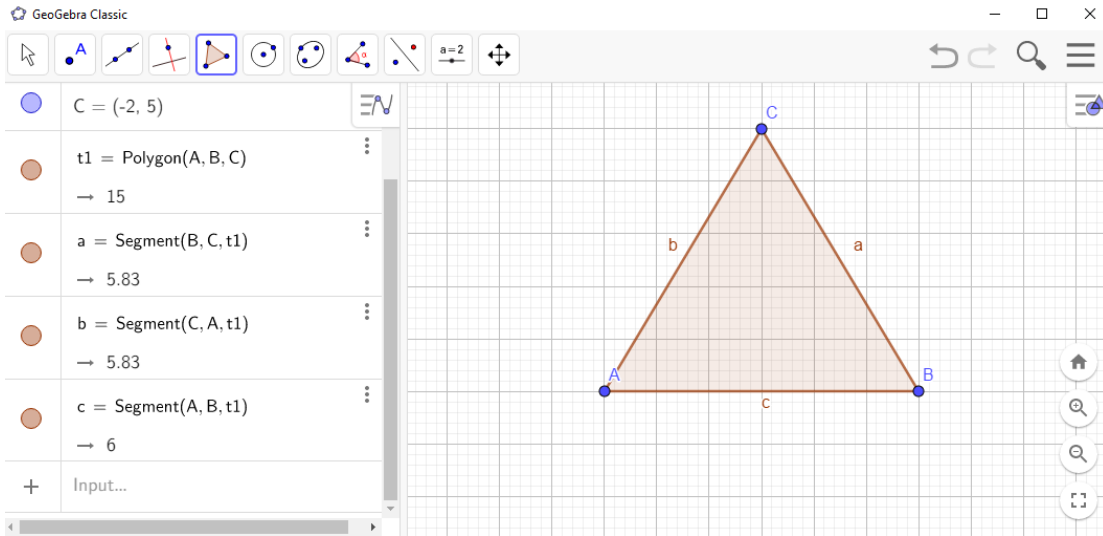 GeoGebra Classic
A
α
a=2
C = (-2, 5)
t1 = Polygon(A, B, C)
→ 15
a = Segment(B, C, t1)
→ 5.83
b = Segment(C, A, t1)
→ 5.83
c = Segment(A, B, t1)
→ 6
+ Input...
C
b
a
A
B
c